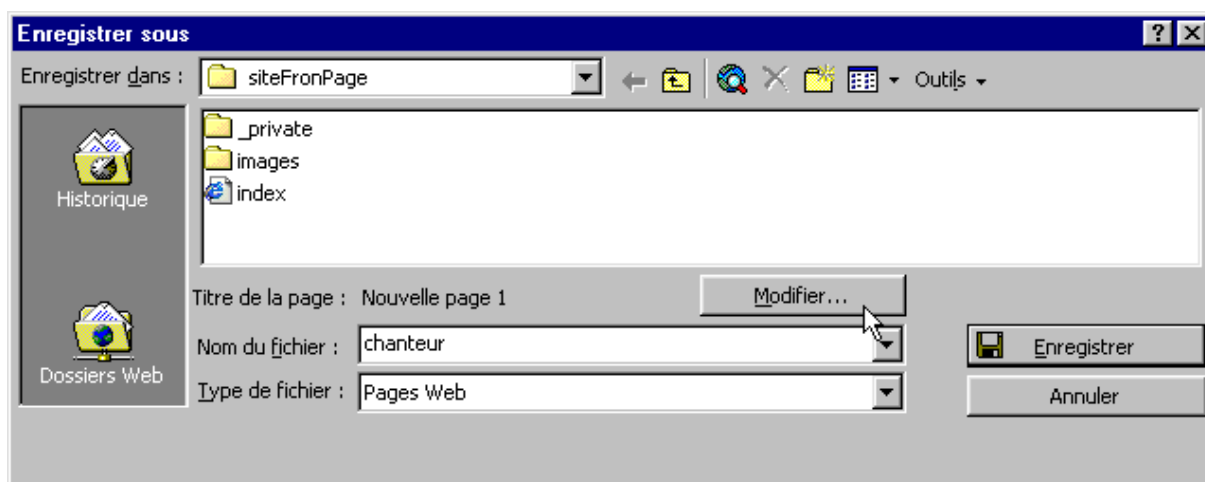 Enregistrer sous
Enregistrer dans : siteFronPage Outils
_private
images
index
Historique
Dossiers Web
Titre de la page : Nouvelle page 1 Modifier...
Nom du fichier : chanteur Enregistrer
Type de fichier : Pages Web Annuler